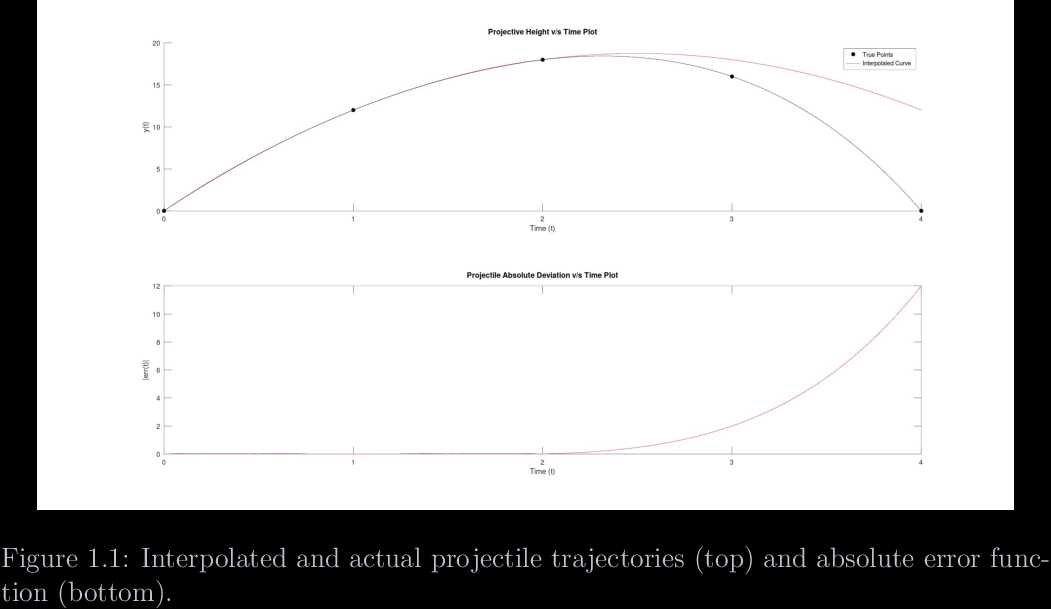 Projective Height v/s Time Plot
20
15
10
5
0
y(t)
True Points
Interpolated Curve
0 1 2 3 4
Time (t)
Projectile Absolute Deviation v/s Time Plot
12
10
8
6
4
2
0
|err(t)|
0 1 2 3 4
Time (t)
Figure 1.1: Interpolated and actual projectile trajectories (top) and absolute error func-
tion (bottom).